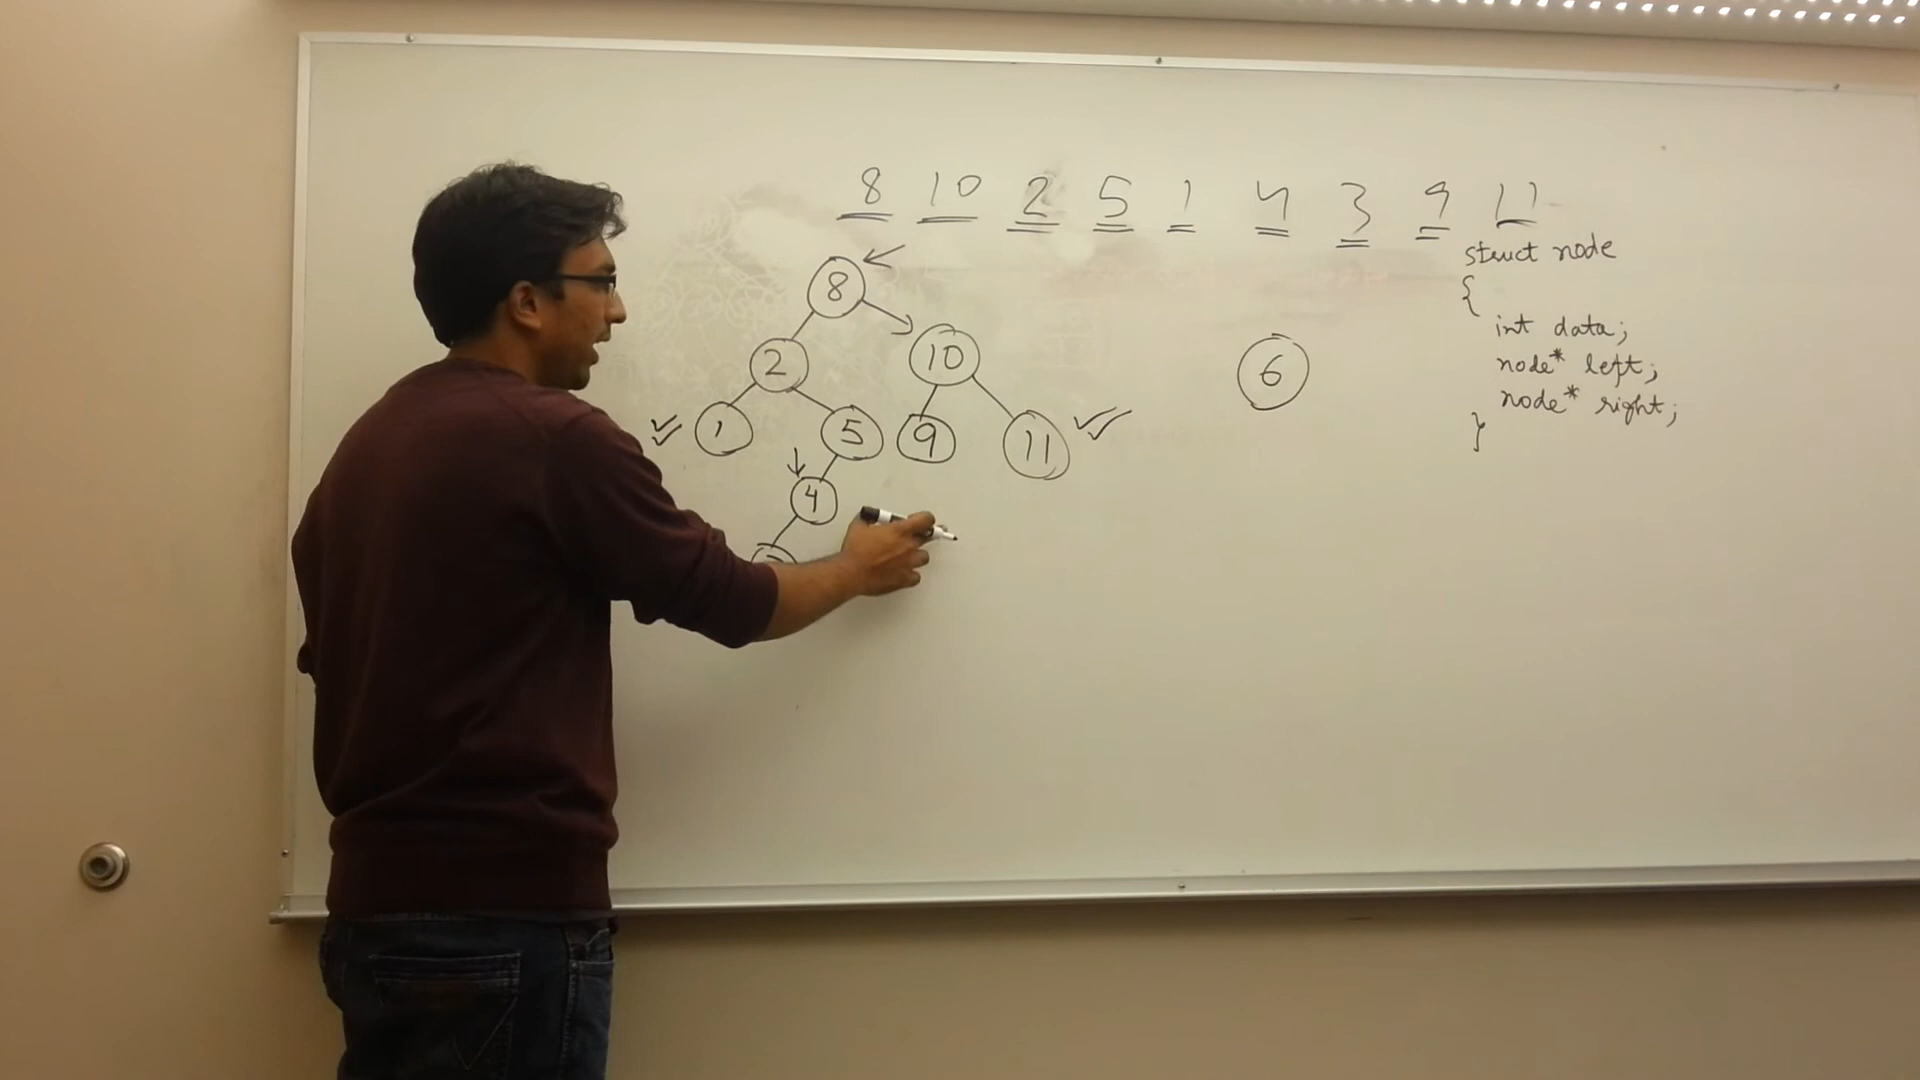 8 10 2 5 1 4 3 9 11
struct node
{
int data;
node* left;
node* right;
}
8
2 10
1 5 9 11
4
6